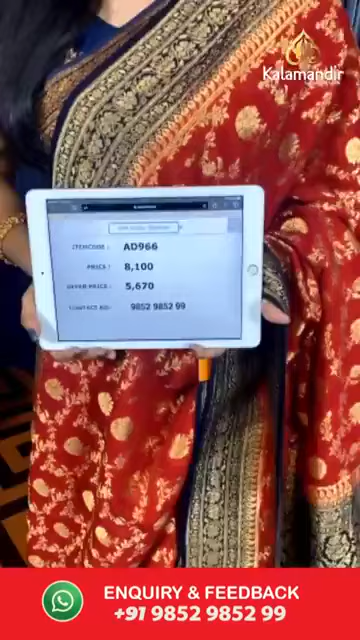 Kalamandir
ITEMCODE : AD966
PRICE : 8,100
OFFER PRICE : 5,670
CONTACT NO: 9852 9852 99
ENQUIRY & FEEDBACK
+91 9852 9852 99